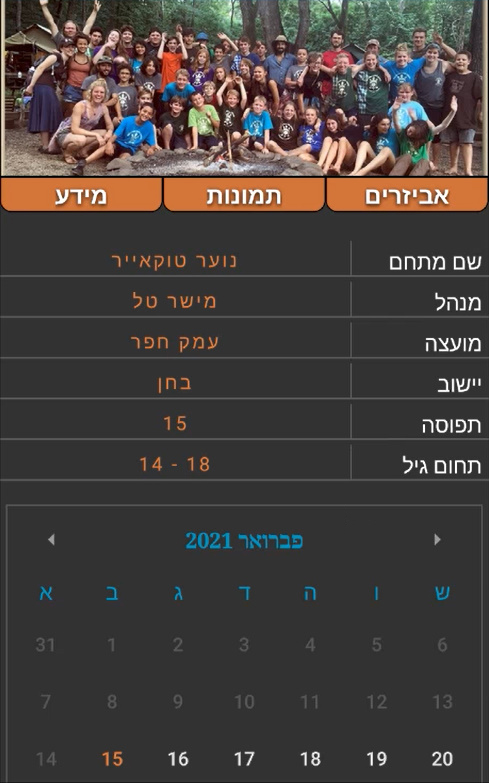 אביזרים תמונות מידע
שם מתחם נוער טוקאייר
מנהל מישר טל
מועצה עמק חפר
יישוב בחן
תפוסה 15
תחום גיל 14 - 18
פברואר 2021
א ב ג ד ה ו ש
31 1 2 3 4 5 6
7 8 9 10 11 12 13
14 15 16 17 18 19 20